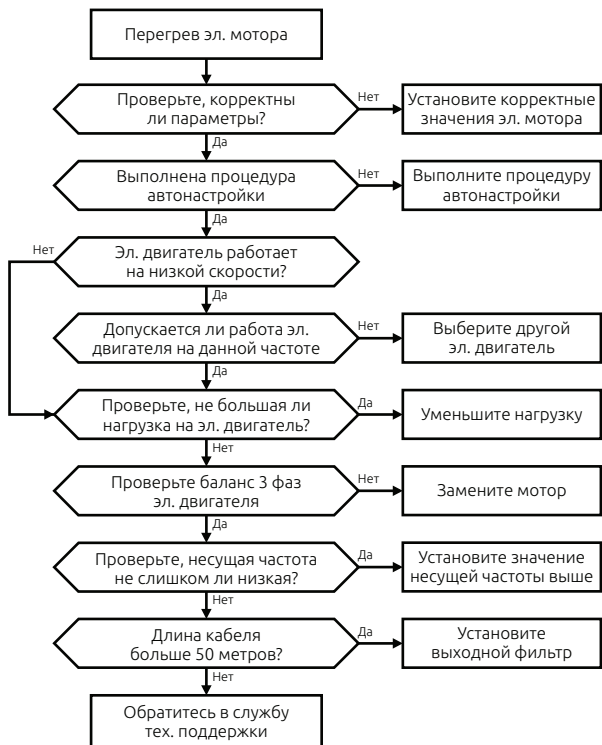 Перегрев эл. мотора
Проверьте, корректны
ли параметры?
Нет
Установите корректные
значения эл. мотора
Да
Выполнена процедура
автонастройки
Нет
Выполните процедуру
автонастройки
Да
Нет
Эл. двигатель работает
на низкой скорости?
Да
Допускается ли работа эл.
двигателя на данной частоте
Нет
Выберите другой
эл. двигатель
Да
Проверьте, не большая ли
нагрузка на эл. двигатель?
Да
Уменьшите нагрузку
Нет
Проверьте баланс 3 фаз
эл. двигателя
Нет
Замените мотор
Да
Проверьте, несущая частота
не слишком ли низкая?
Да
Установите значение
несущей частоты выше
Нет
Длина кабеля
больше 50 метров?
Да
Установите
выходной фильтр
Нет
Обратитесь в службу
тех. поддержки